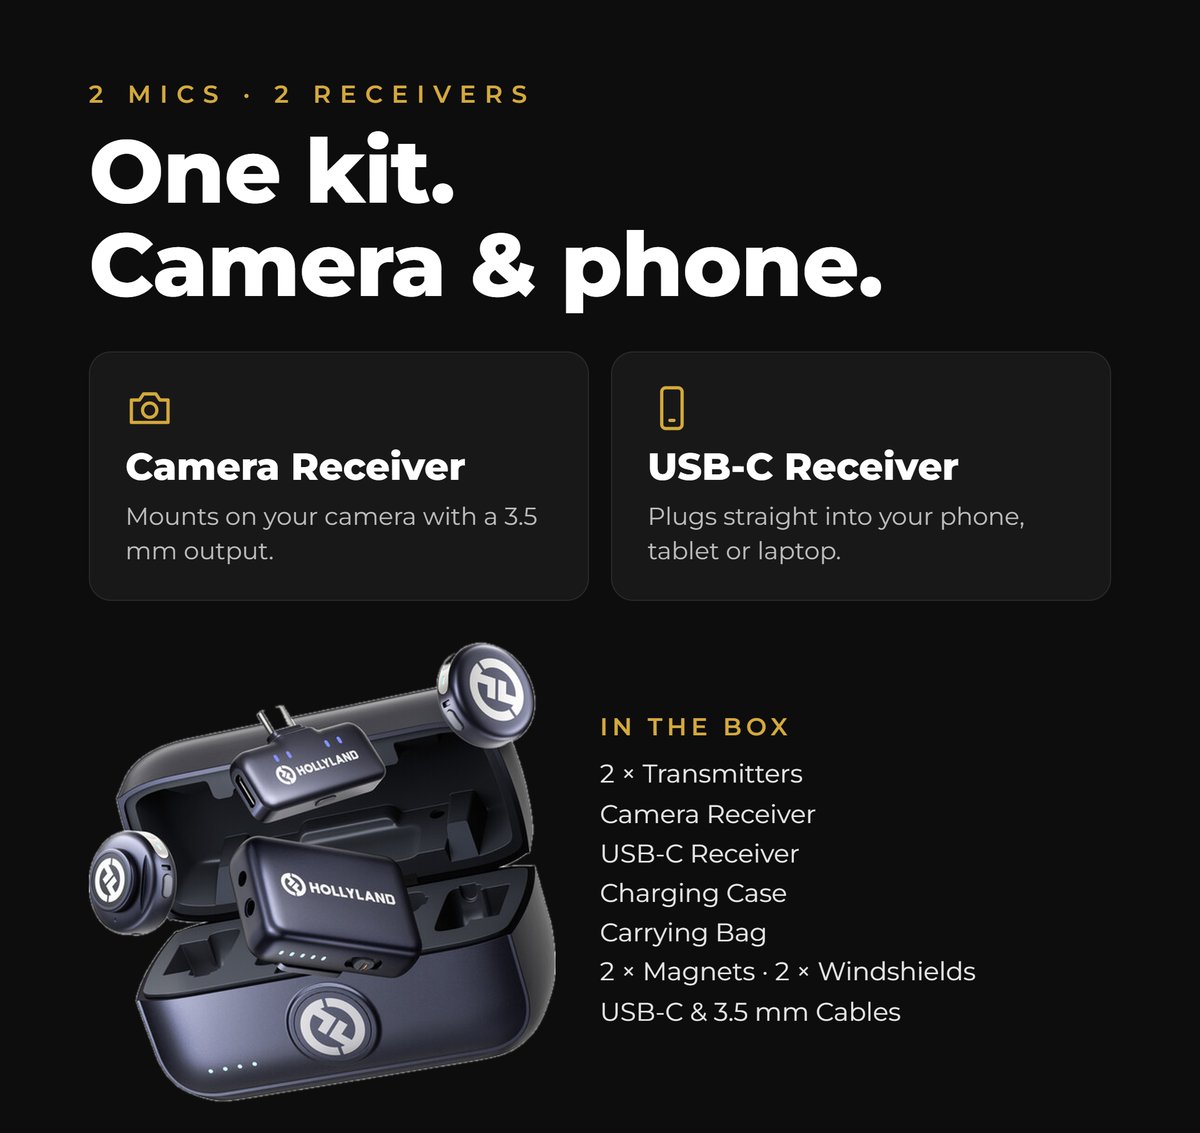 2 MICS · 2 RECEIVERS
One kit.
Camera & phone.
Camera Receiver
Mounts on your camera with a 3.5
mm output.
USB-C Receiver
Plugs straight into your phone,
tablet or laptop.
HOLLYLAND
HOLLYLAND
IN THE BOX
2 × Transmitters
Camera Receiver
USB-C Receiver
Charging Case
Carrying Bag
2 × Magnets · 2 × Windshields
USB-C & 3.5 mm Cables